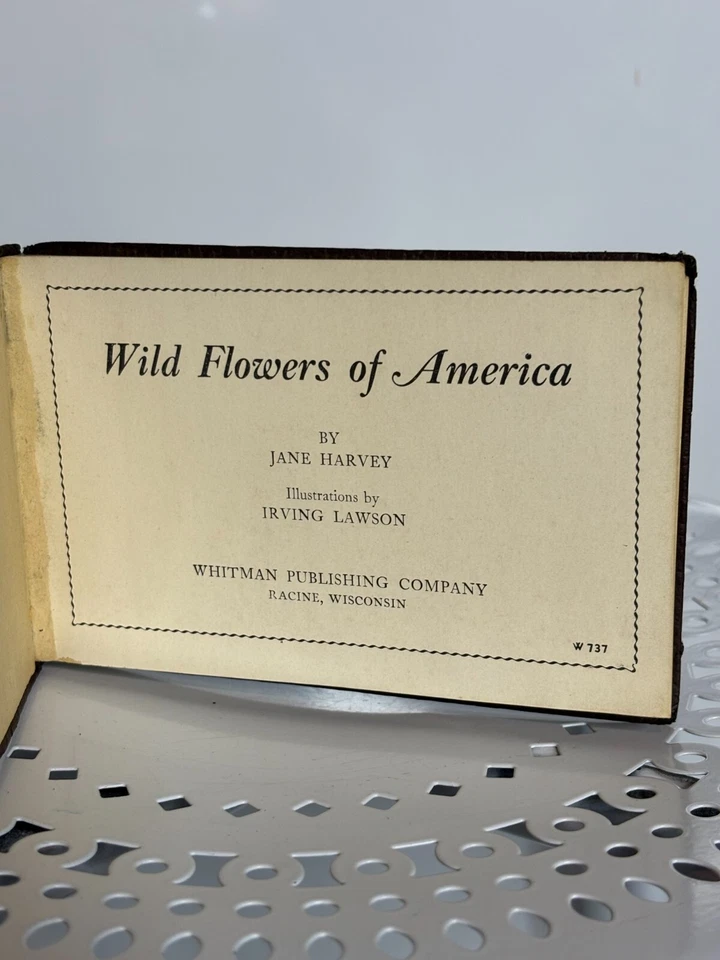 Wild Flowers of America
BY
JANE HARVEY
Illustrations by
IRVING LAWSON
WHITMAN PUBLISHING COMPANY
RACINE, WISCONSIN
W 737